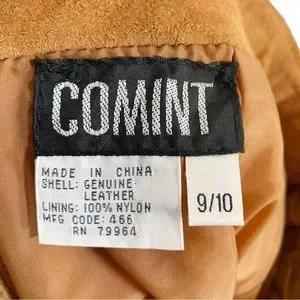 COMINT
MADE IN CHINA
SHELL: GENUINE
LEATHER
LINING: 100% NYLON
MFG CODE: 466
RN 79964
9/10